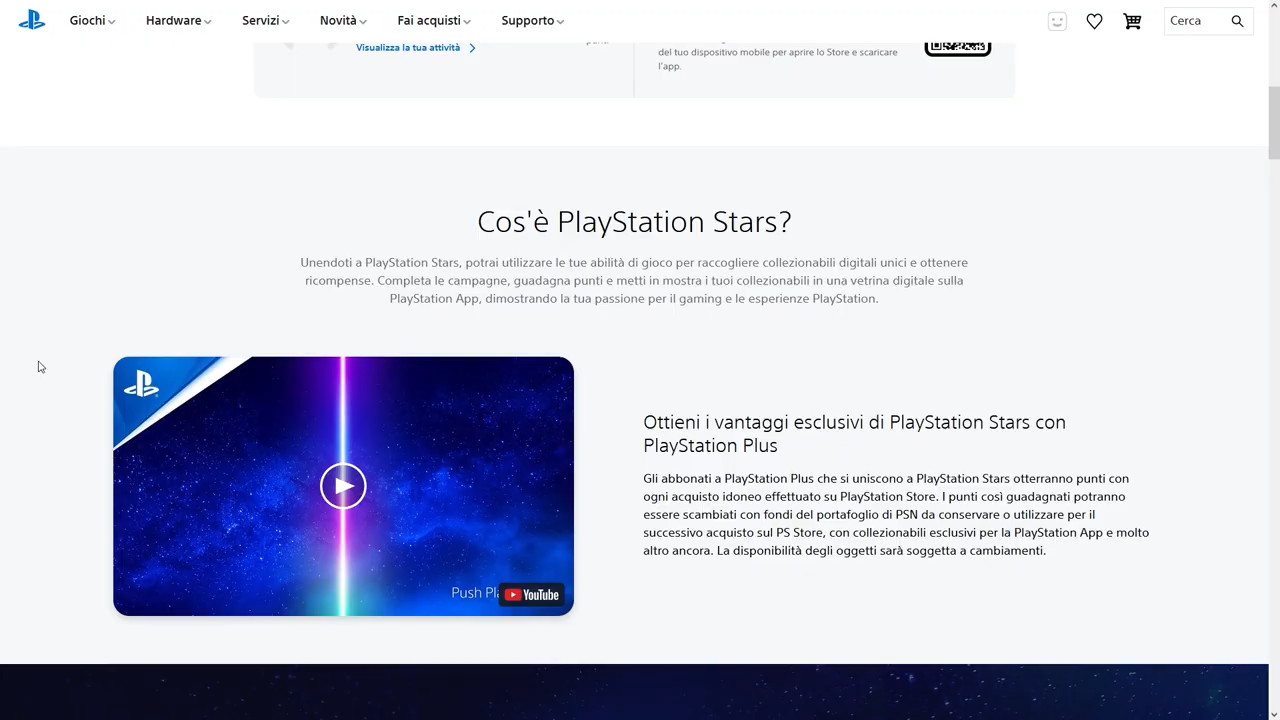 Giochi Hardware Servizi Novità Fai acquisti Supporto Cerca
Visualizza la tua attività
del tuo dispositivo mobile per aprire lo Store e scaricare
l'app.
Cos'è PlayStation Stars?
Unendoti a PlayStation Stars, potrai utilizzare le tue abilità di gioco per raccogliere collezionabili digitali unici e ottenere
ricompense. Completa le campagne, guadagna punti e metti in mostra i tuoi collezionabili in una vetrina digitale sulla
PlayStation App, dimostrando la tua passione per il gaming e le esperienze PlayStation.
Push Pl
YouTube
Ottieni i vantaggi esclusivi di PlayStation Stars con
PlayStation Plus
Gli abbonati a PlayStation Plus che si uniscono a PlayStation Stars otterranno punti con
ogni acquisto idoneo effettuato su PlayStation Store. I punti così guadagnati potranno
essere scambiati con fondi del portafoglio di PSN da conservare o utilizzare per il
successivo acquisto sul PS Store, con collezionabili esclusivi per la PlayStation App e molto
altro ancora. La disponibilità degli oggetti sarà soggetta a cambiamenti.